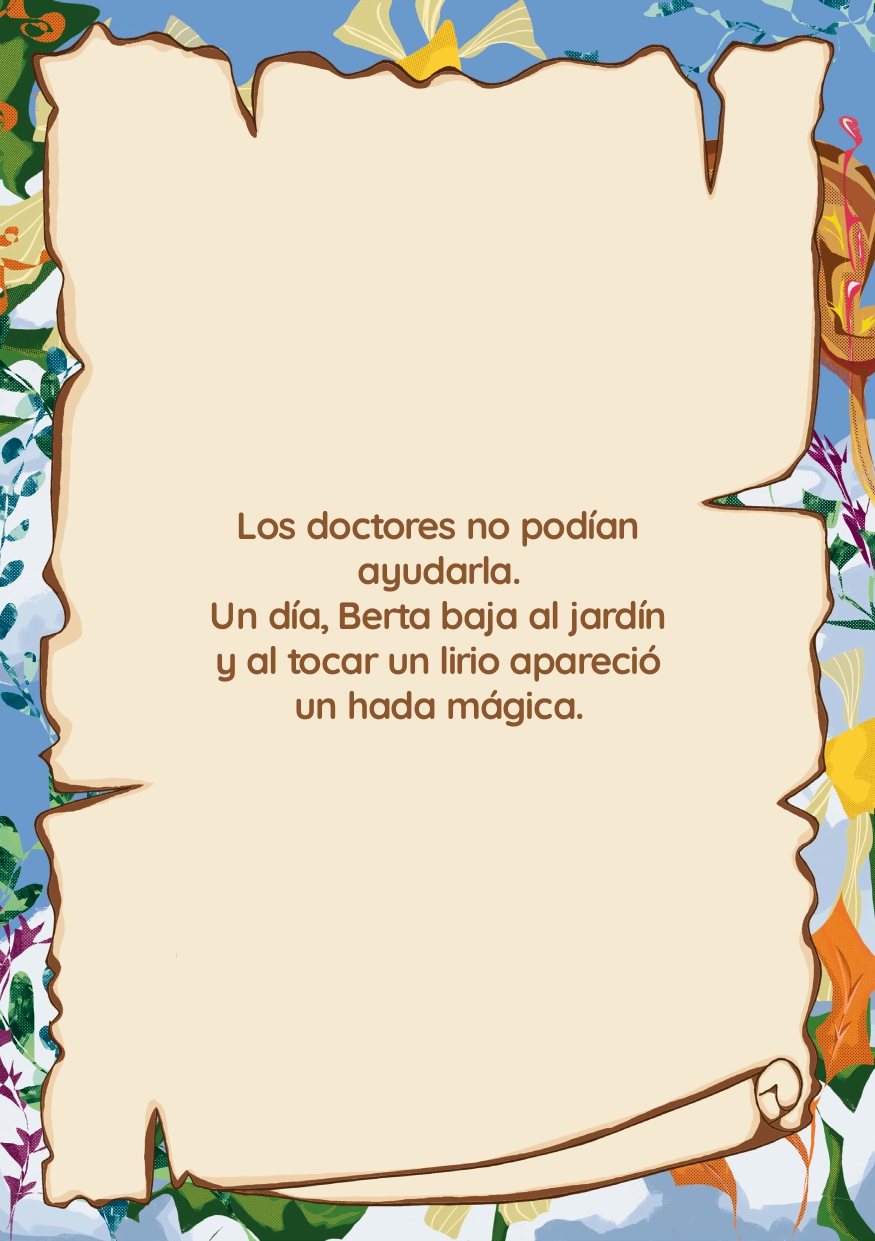 Los doctores no podían
ayudarla.
Un día, Berta baja al jardín
y al tocar un lirio apareció
un hada mágica.